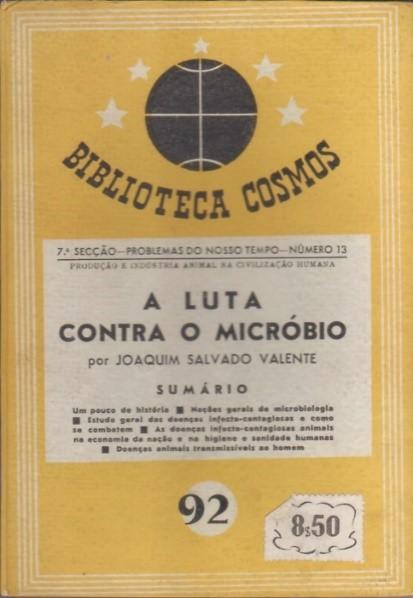 BIBLIOTECA COSMOS
7.ª SECÇÃO—PROBLEMAS DO NOSSO TEMPO—NÚMERO 13
PRODUÇÃO E INDÚSTRIA ANIMAL NA CIVILIZAÇÃO HUMANA
A LUTA
CONTRA O MICRÓBIO
por JOAQUIM SALVADO VALENTE
SUMÁRIO
Um pouco de história ■ Noções gerais de microbiologia
■ Estudo geral das doenças infecto-contagiosas e como
se combatem ■ As doenças infecto-contagiosas animais
na economia da nação e na higiene e sanidade humanas
■ Doenças animais transmissíveis ao homem
92
8$50